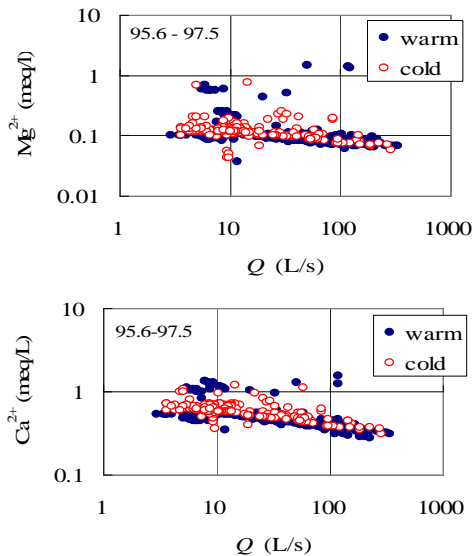 10
95.6 - 97.5
warm
cold
1
0.1
0.01
Mg2+ (meq/l)
1 10 100 1000
Q (L/s)
10
95.6-97.5
warm
cold
1
0.1
Ca2+ (meq/L)
1 10 100 1000
Q (L/s)